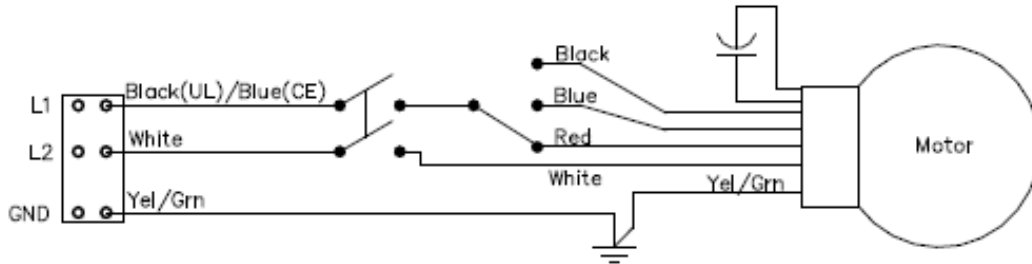 Black
Black(UL)/Blue(CE)
L1
Blue
White
Red
L2
Motor
White
Yel/Grn
Yel/Grn
GND